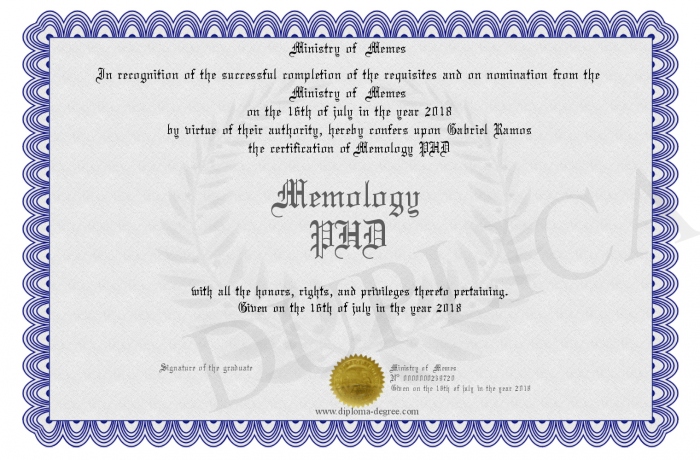 Ministry of Memes
In recognition of the successful completion of the requisites and on nomination from the
Ministry of Memes
on the 16th of july in the year 2018
by virtue of their authority, hereby confers upon Gabriel Ramos
the certification of Memology PHD
Memology
PHD
with all the honors, rights, and privileges thereto pertaining.
Given on the 16th of july in the year 2018
DUPLICA
Signature of the graduate
Ministry of Memes
Nº 0000000238720
Given on the 18th of july in the year 2018
www.diploma-degree.com